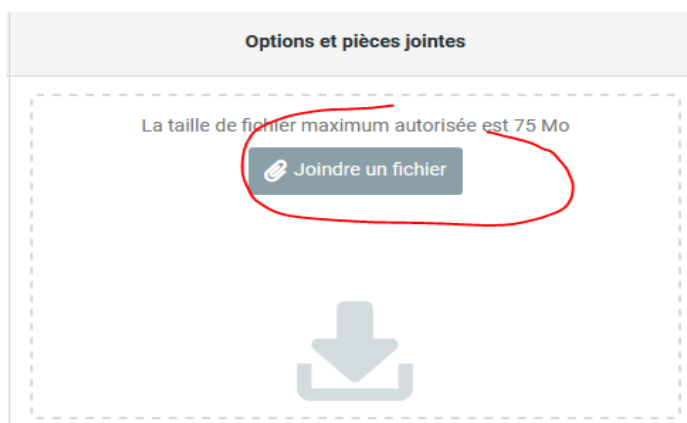 Options et pièces jointes
La taille de fichier maximum autorisée est 75 Mo
Joindre un fichier